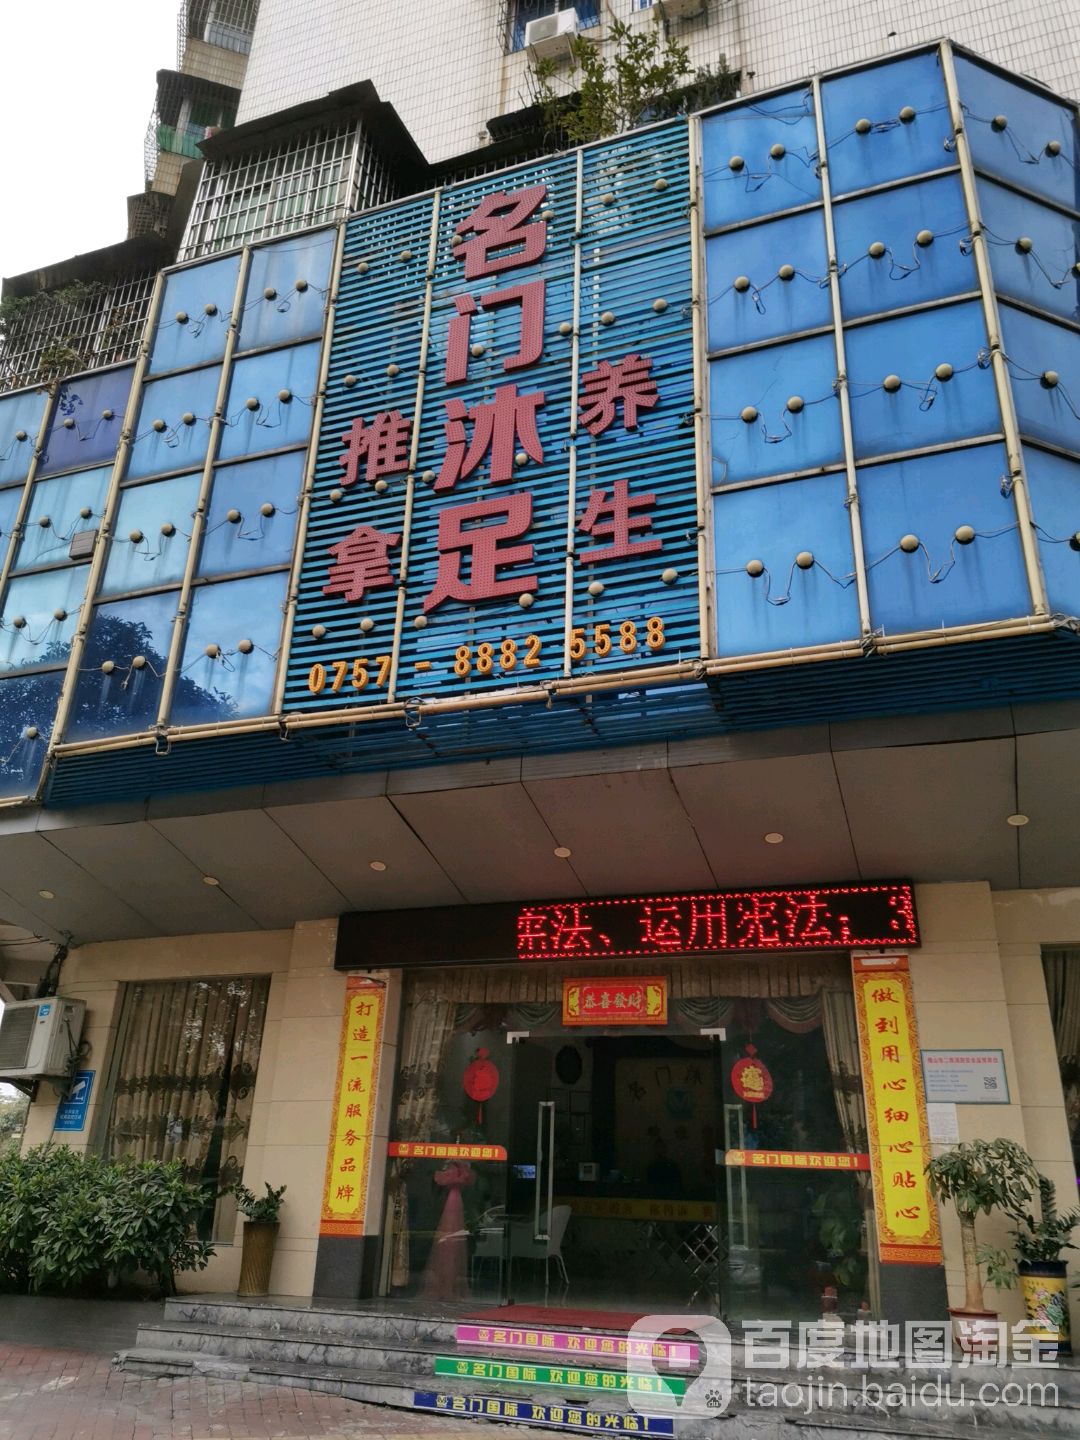 名门沐足
推拿
养生
0757-88825588
宪法、运用宪法，
恭喜發財
打造一流服务品牌
做到用心细心贴心
名门国际欢迎您!
名门国际欢迎您!
名门国际 欢迎您的光临!
名门国际 欢迎您的光临!
名门国际 欢迎您的光临!
百度地图淘金
taojin.baidu.com